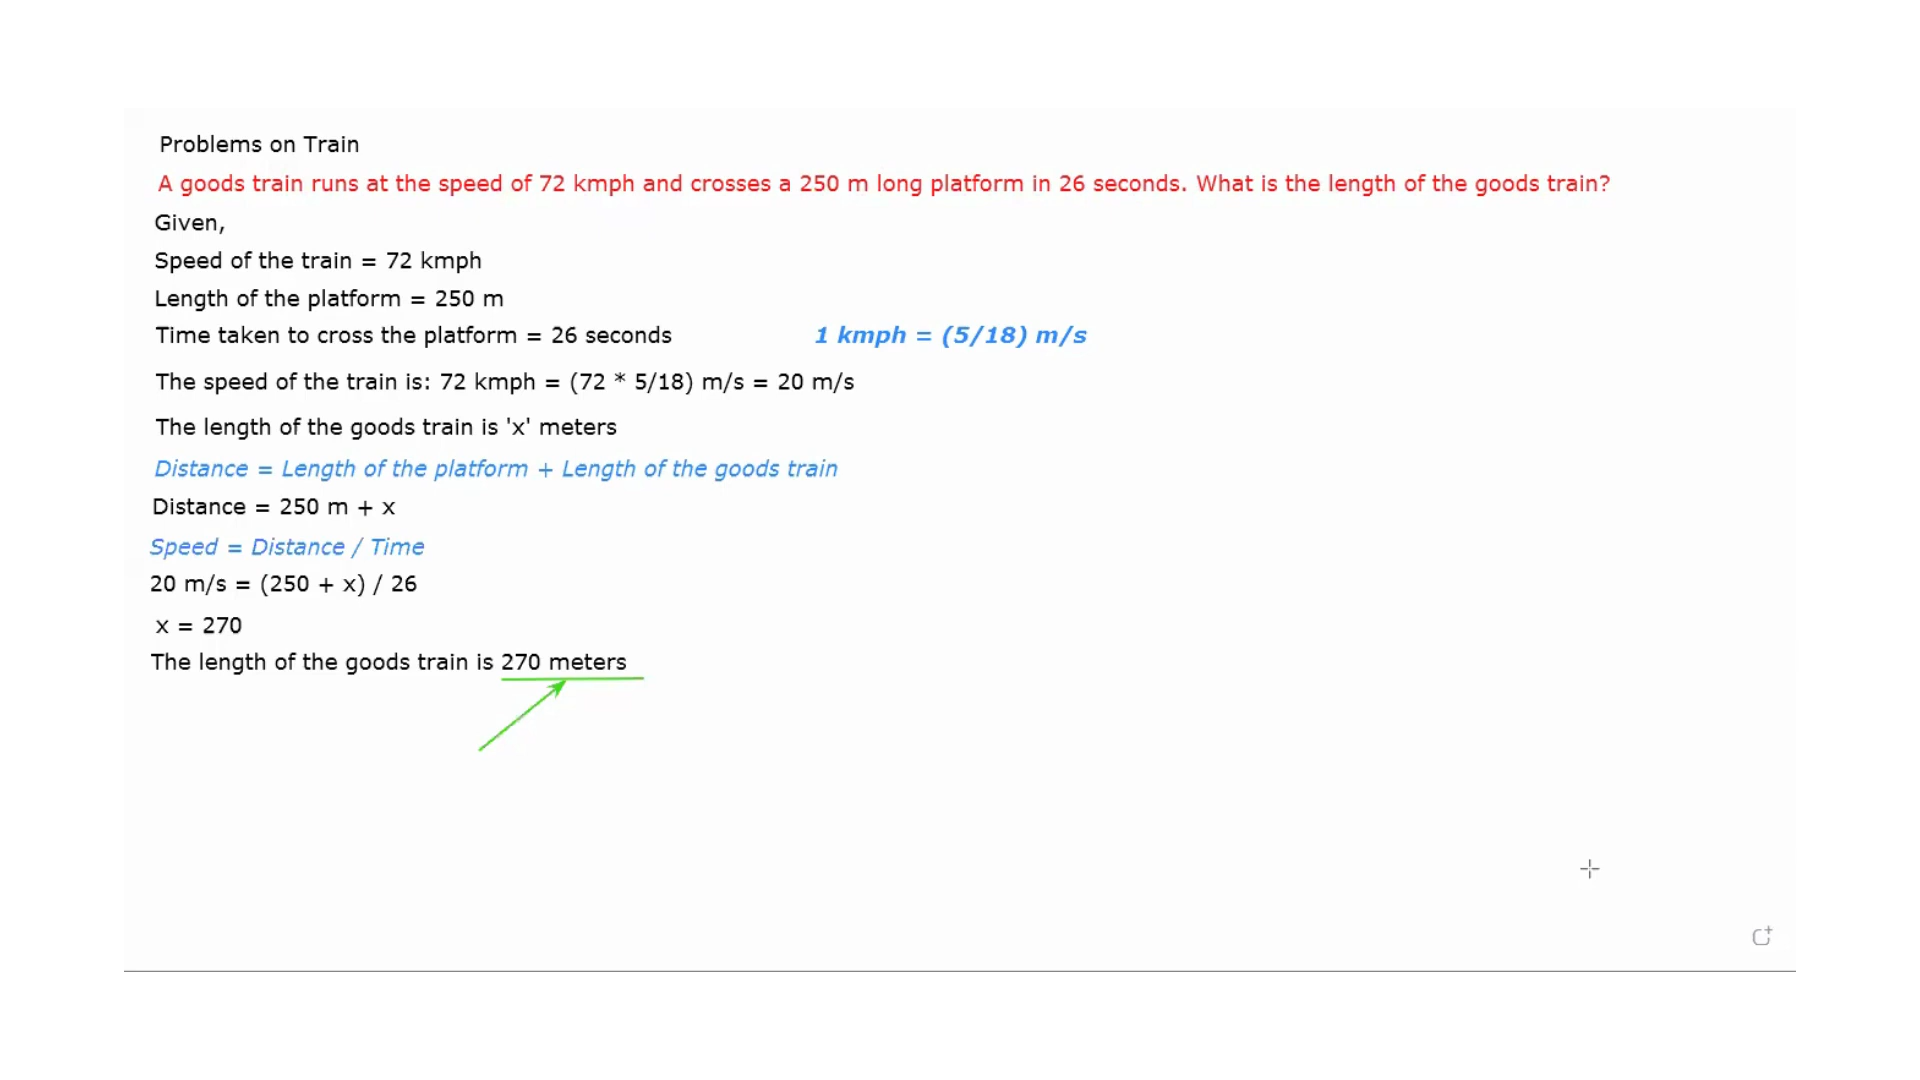 Problems on Train
A goods train runs at the speed of 72 kmph and crosses a 250 m long platform in 26 seconds. What is the length of the goods train?
Given,
Speed of the train = 72 kmph
Length of the platform = 250 m
Time taken to cross the platform = 26 seconds
1 kmph = (5/18) m/s
The speed of the train is: 72 kmph = (72 * 5/18) m/s = 20 m/s
The length of the goods train is 'x' meters
Distance = Length of the platform + Length of the goods train
Distance = 250 m + x
Speed = Distance / Time
20 m/s = (250 + x) / 26
x = 270
The length of the goods train is 270 meters